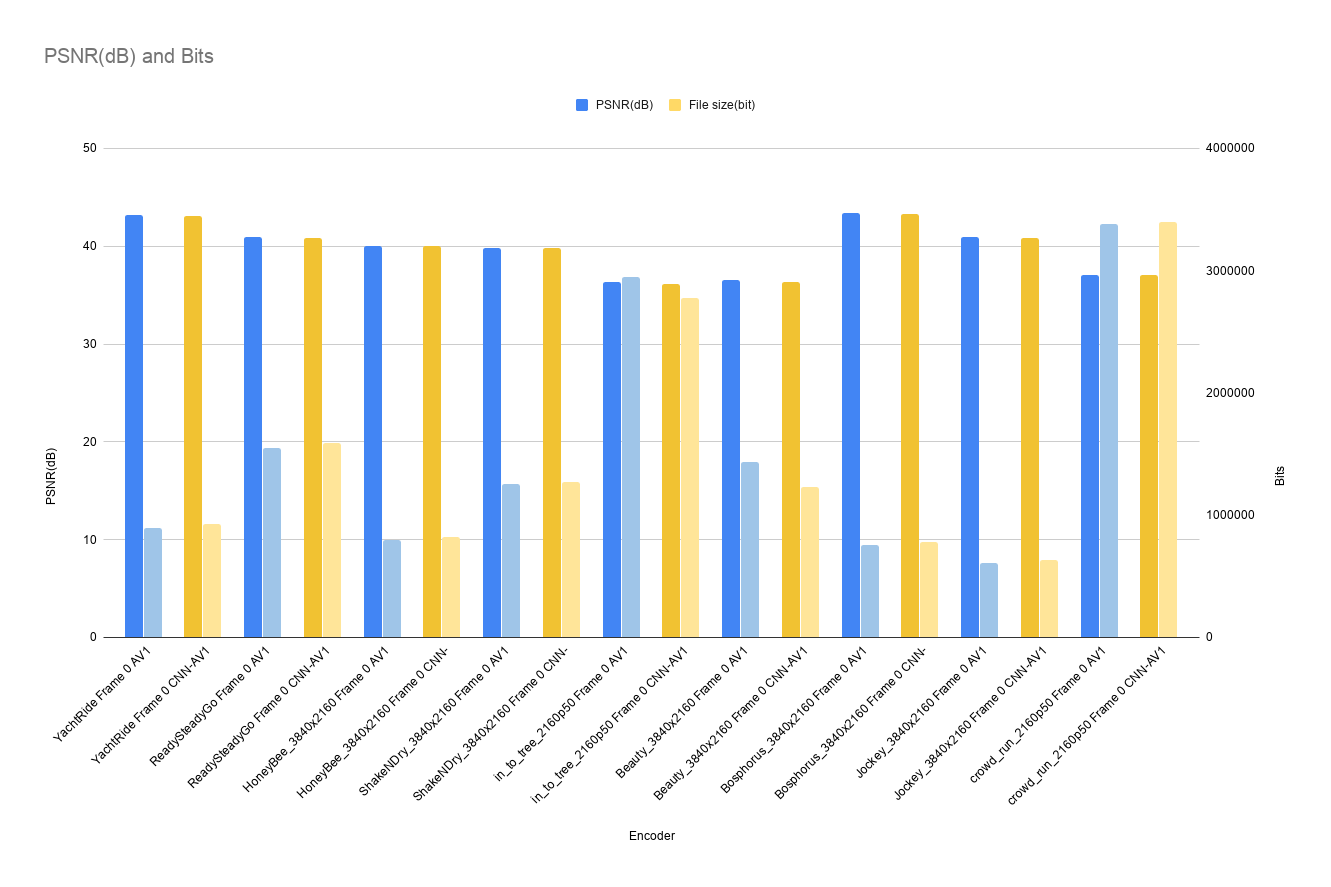 PSNR(dB) and Bits
PSNR(dB) File size(bit)
50 4000000
40
3000000
30
2000000
20
PSNR(dB)
Bits
1000000
10
0 0
YachtRide Frame 0 AV1
YachtRide Frame 0 CNN-AV1
ReadySteadyGo Frame 0 AV1
ReadySteadyGo Frame 0 CNN-AV1
HoneyBee_3840x2160 Frame 0 AV1
HoneyBee_3840x2160 Frame 0 CNN-
ShakeNDry_3840x2160 Frame 0 AV1
ShakeNDry_3840x2160 Frame 0 CNN-
in_to_tree_2160p50 Frame 0 AV1
in_to_tree_2160p50 Frame 0 CNN-AV1
Beauty_3840x2160 Frame 0 AV1
Beauty_3840x2160 Frame 0 CNN-AV1
Bosphorus_3840x2160 Frame 0 AV1
Bosphorus_3840x2160 Frame 0 CNN-
Jockey_3840x2160 Frame 0 AV1
Jockey_3840x2160 Frame 0 CNN-AV1
crowd_run_2160p50 Frame 0 AV1
crowd_run_2160p50 Frame 0 CNN-AV1
Encoder